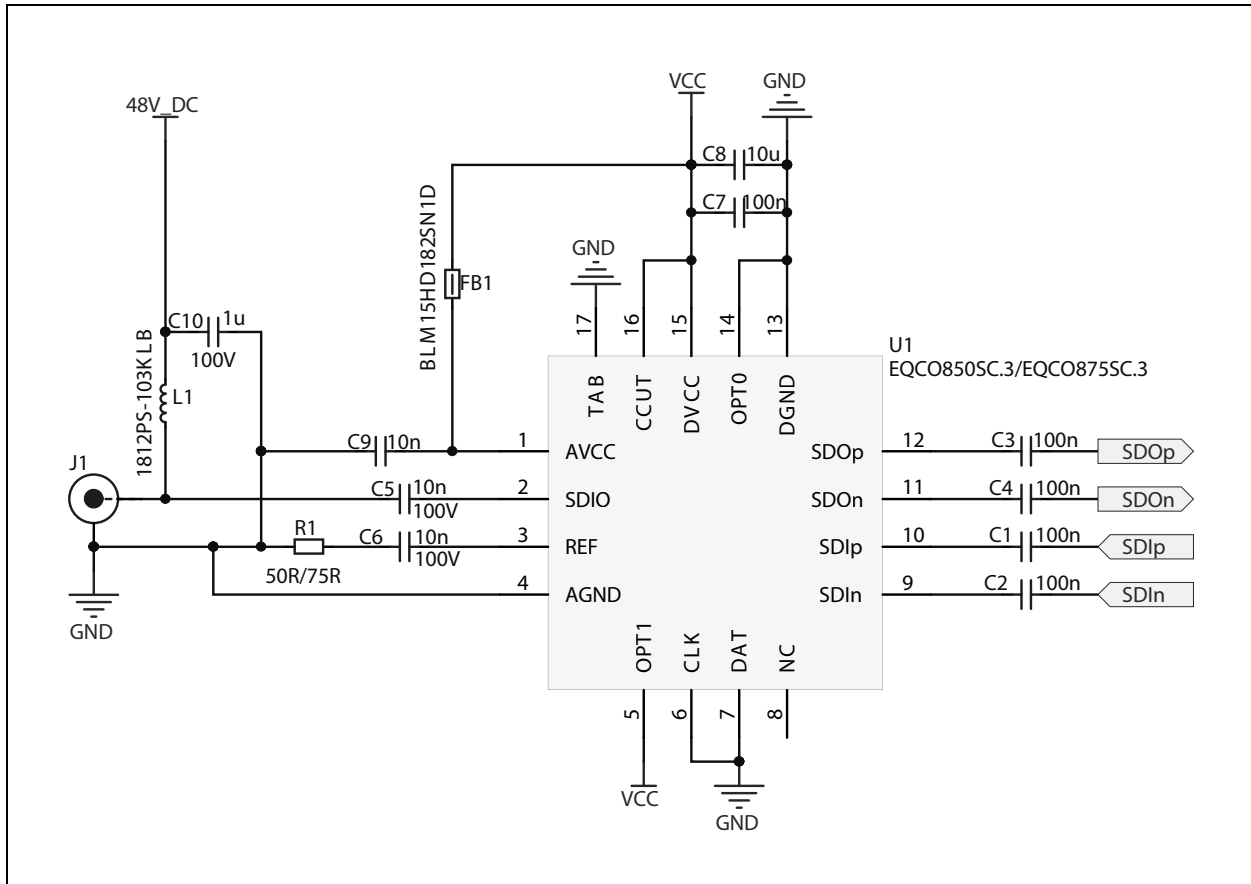 VCC
GND
48V_DC
C8 10u
C7 100n
BLM15HD182SN1D
FB1
GND
C10 1u
100V
1812PS-103KLB
L1
17
16
15
14
13
U1
EQCO850SC.3/EQCO875SC.3
TAB
CCUT
DVCC
OPT0
DGND
J1
C9 10n
1
AVCC
SDOp
12
C3 100n
SDOp
C5 10n
100V
2
SDIO
SDOn
11
C4 100n
SDOn
R1
50R/75R
C6 10n
100V
3
REF
SDIp
10
C1 100n
SDIp
4
AGND
SDIn
9
C2 100n
SDIn
GND
OPT1
CLK
DAT
NC
5
6
7
8
VCC
GND